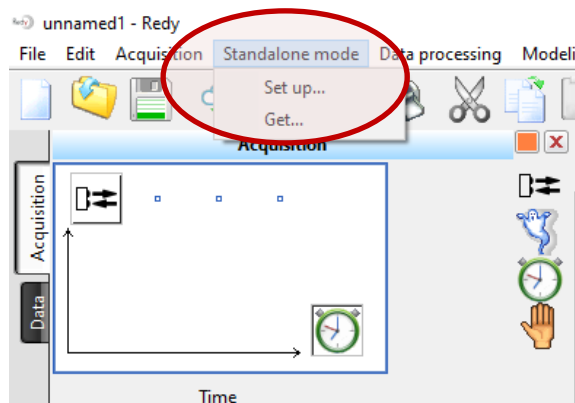 unnamed1 - Redy
File Edit Acquisition Standalone mode Data processing Modeli
Set up...
Get...
Acquisition
Acquisition
Data
Time